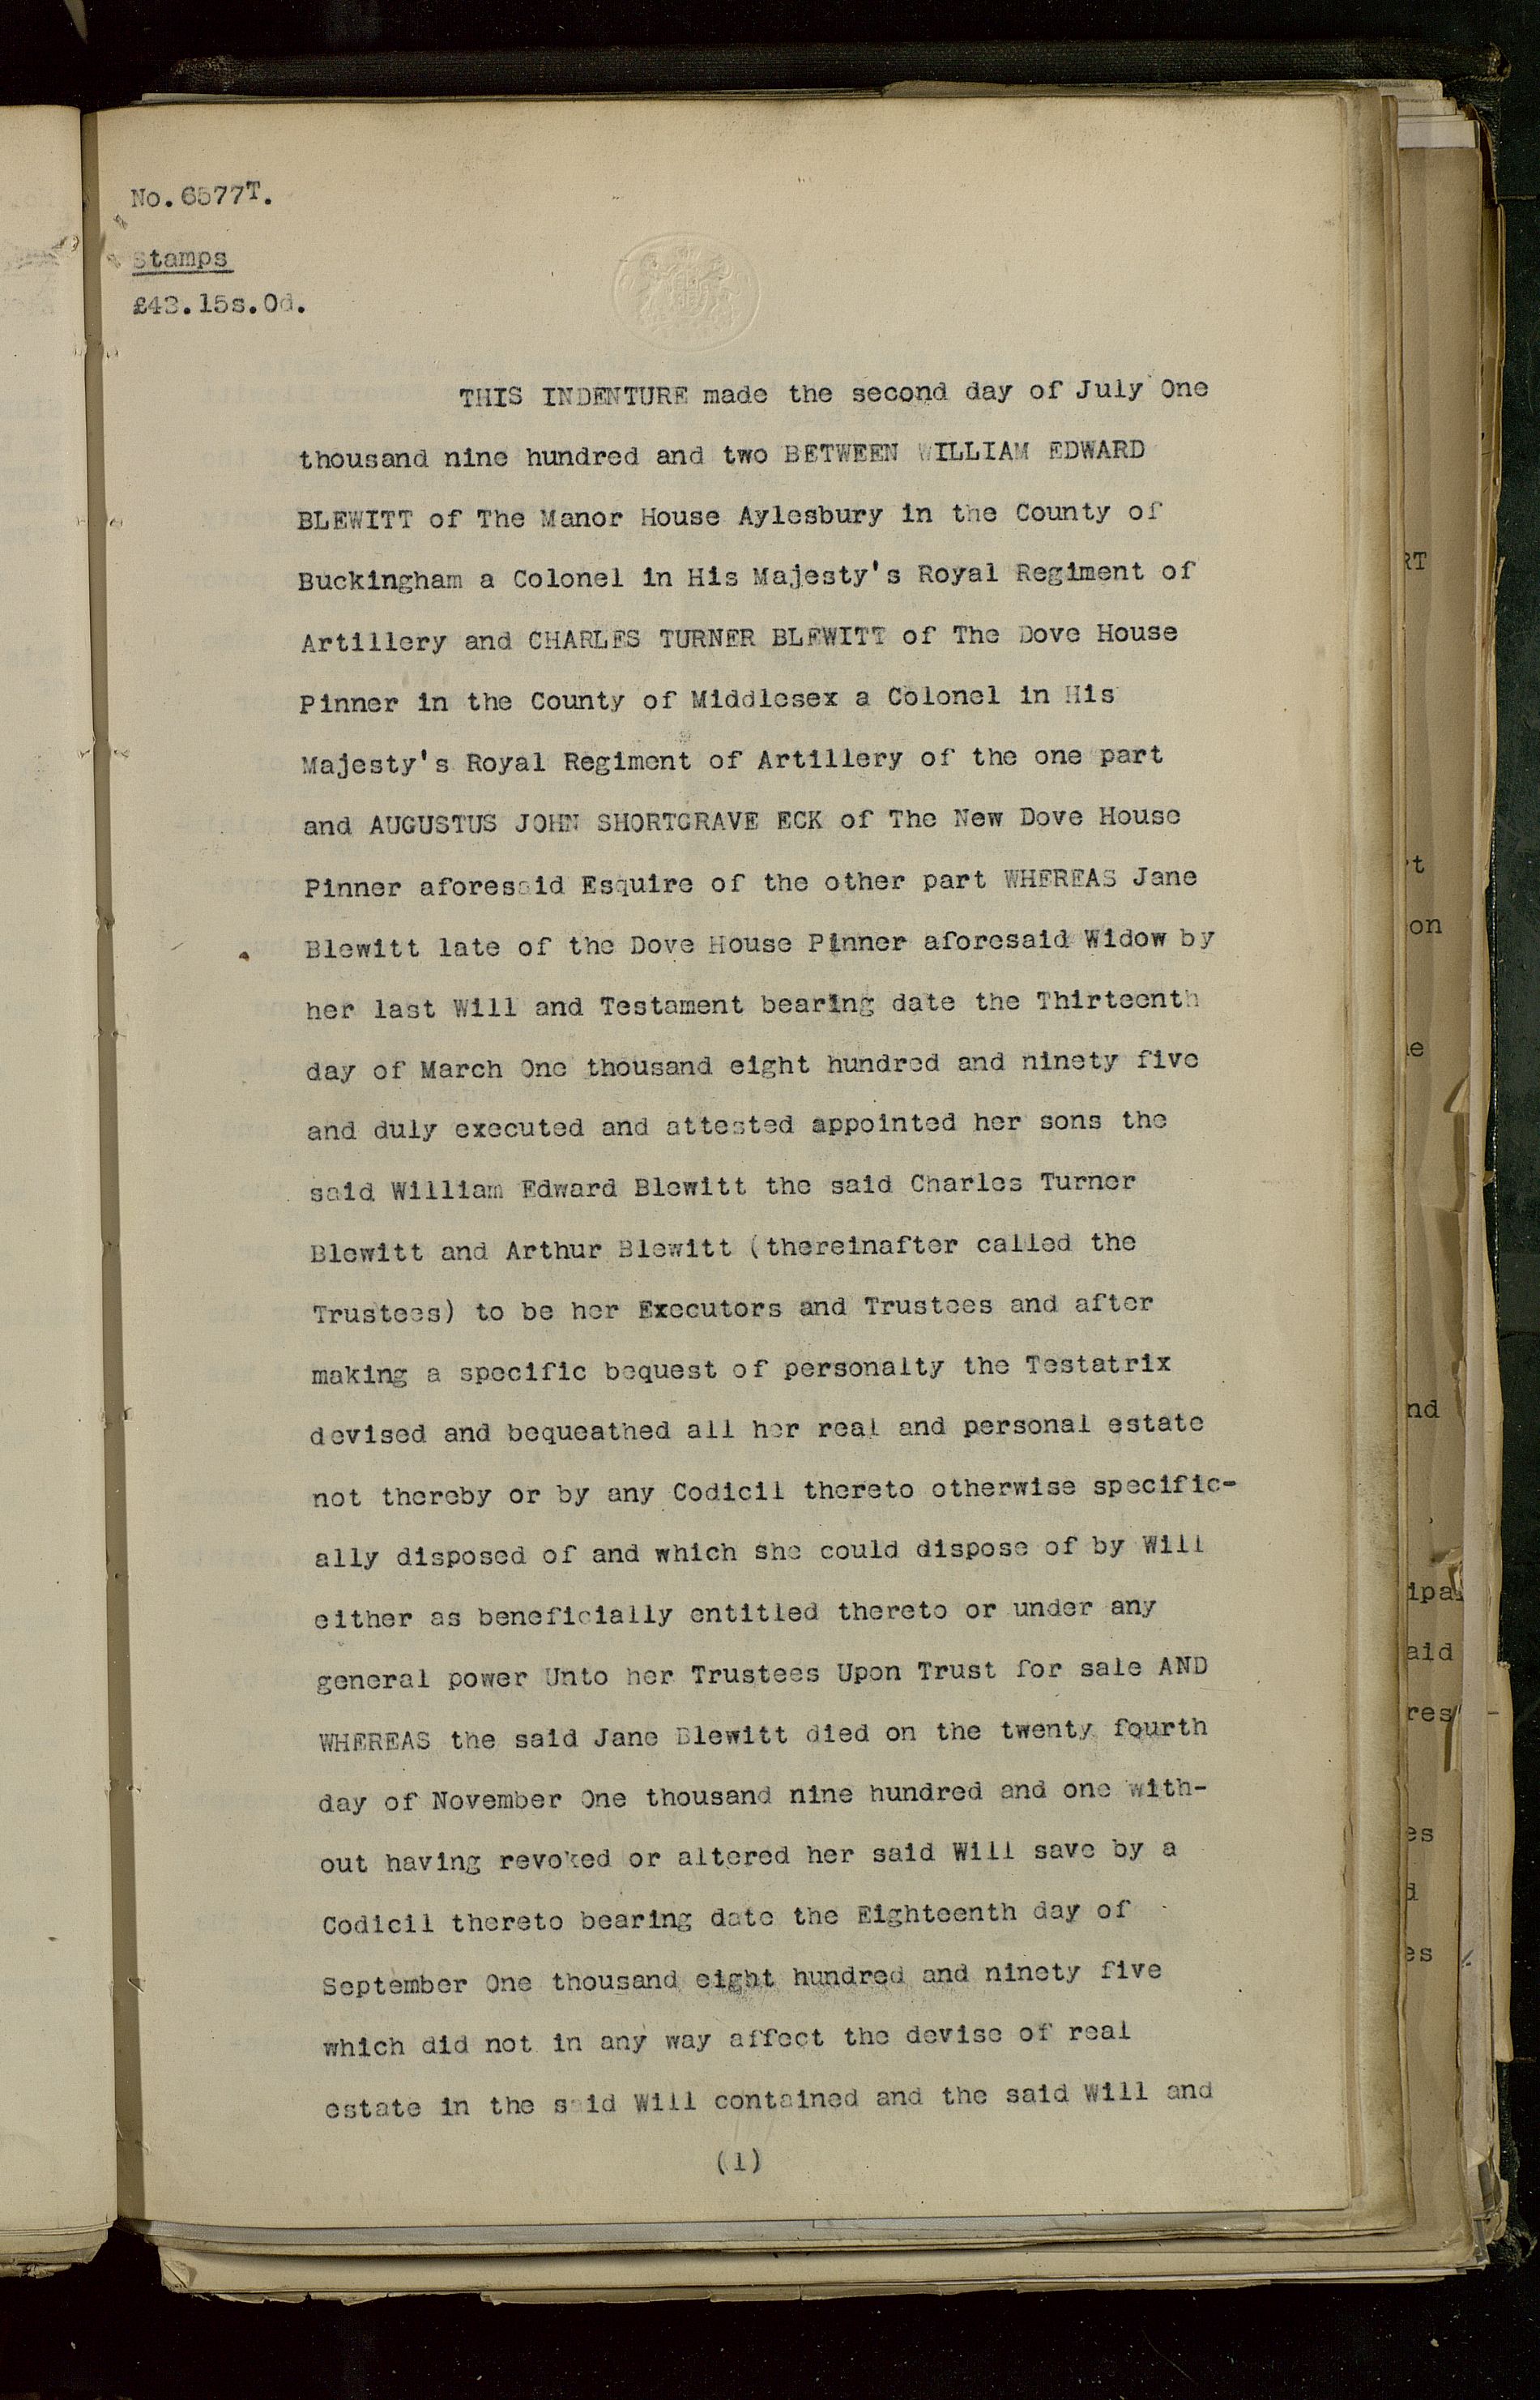 No.6577T.
Stamps
£43.15s.0d.
THIS INDENTURE made the second day of July One
thousand nine hundred and two BETWEEN WILLIAM EDWARD
BLEWITT of The Manor House Aylesbury in the County of
Buckingham a Colonel in His Majesty's Royal Regiment of
Artillery and CHARLES TURNER BLEWITT of The Dove House
Pinner in the County of Middlesex a Colonel in His
Majesty's Royal Regiment of Artillery of the one part
and AUGUSTUS JOHN SHORTGRAVE ECK of The New Dove House
Pinner aforesaid Esquire of the other part WHEREAS Jane
Blewitt late of the Dove House Pinner aforesaid Widow by
her last Will and Testament bearing date the Thirteenth
day of March One thousand eight hundred and ninety five
and duly executed and attested appointed her sons the
said William Edward Blewitt the said Charles Turner
Blewitt and Arthur Blewitt (thereinafter called the
Trustees) to be her Executors and Trustees and after
making a specific bequest of personalty the Testatrix
devised and bequeathed all her real and personal estate
not thereby or by any Codicil thereto otherwise specific-
ally disposed of and which she could dispose of by Will
either as beneficially entitled thereto or under any
general power Unto her Trustees Upon Trust for sale AND
WHEREAS the said Jane Blewitt died on the twenty fourth
day of November One thousand nine hundred and one with-
out having revoked or altered her said Will save by a
Codicil thereto bearing date the Eighteenth day of
September One thousand eight hundred and ninety five
which did not in any way affect the devise of real
estate in the said Will contained and the said Will and
(1)